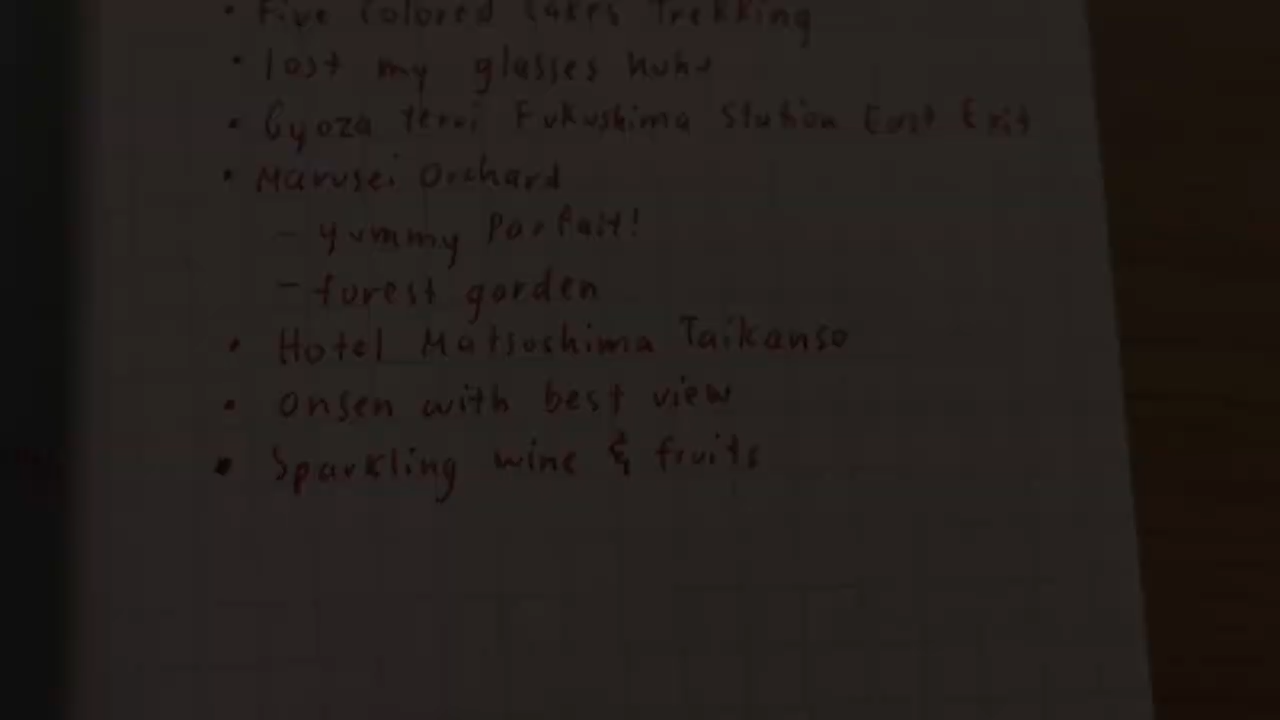 • Five Colored Lakes Trekking
• lost my glasses huhu
• Gyoza terui Fukushima Station East Exit
• Marusei Orchard
– yummy Parfait!
– forest garden
• Hotel Matsushima Taikanso
• Onsen with best view
• Sparkling wine & fruits